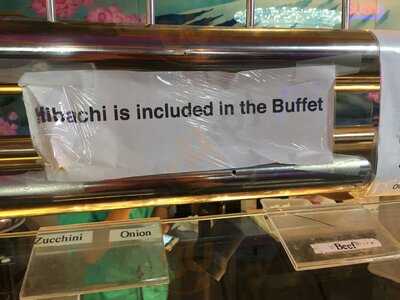 Hibachi is included in the Buffet
Zucchini Onion
Beef